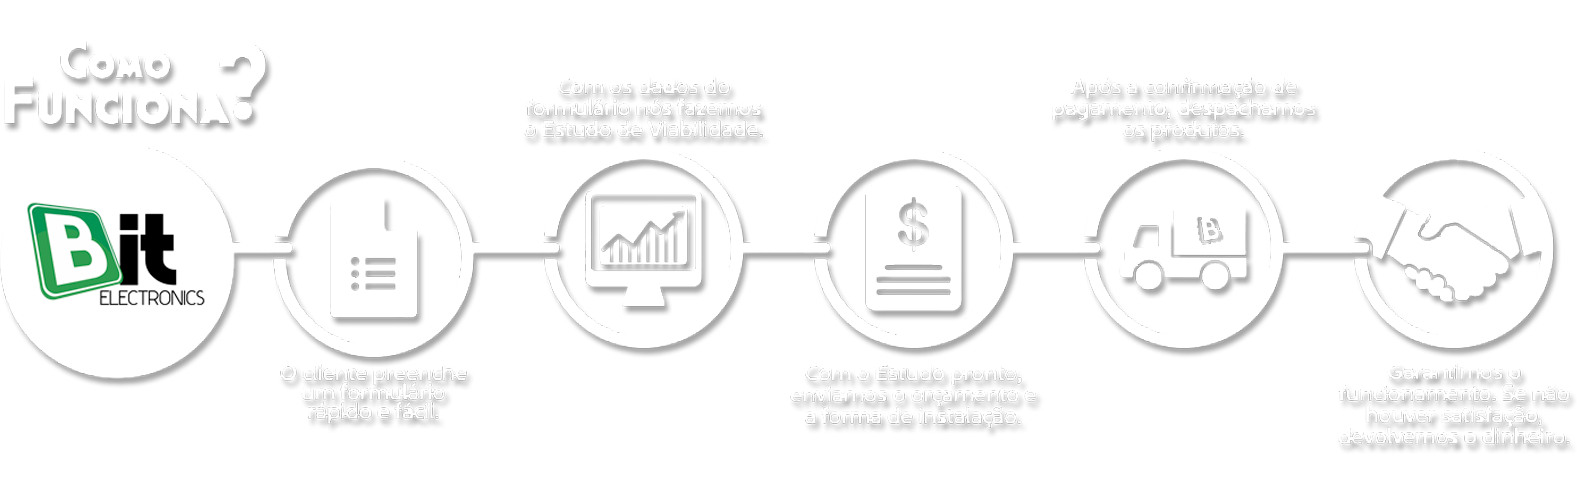 Como
Funciona?
Bit
ELECTRONICS
O cliente preenche
um formulário
rápido e fácil.
Com os dados do
formulário nós fazemos
o Estudo de Viabilidade.
$
Com o Estudo pronto,
enviamos o orçamento e
a forma de instalação.
Após a confirmação de
pagamento, despachamos
os produtos.
B
Garantimos o
funcionamento. Se não
houver satisfação,
devolvemos o dinheiro.